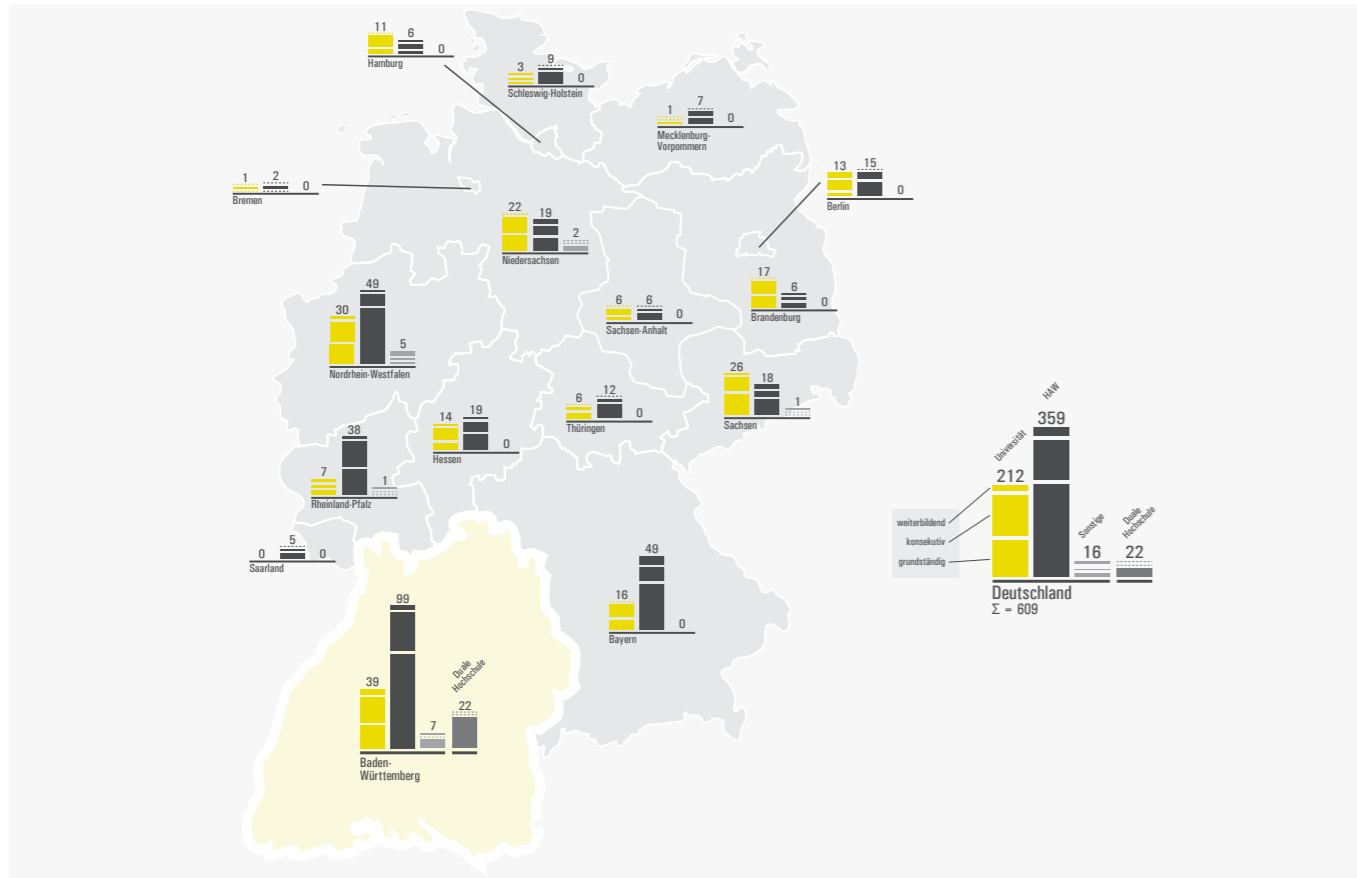 11 6 0
Hamburg
3 9 0
Schleswig-Holstein
1 7 0
Mecklenburg-
Vorpommern
1 2 0
Bremen
13 15 0
Berlin
22 19 2
Niedersachsen
17 6 0
Brandenburg
30 49 5
Nordrhein-Westfalen
6 6 0
Sachsen-Anhalt
26 18 1
Sachsen
6 12 0
Thüringen
14 19 0
Hessen
7 38 1
Rheinland-Pfalz
0 5 0
Saarland
16 49 0
Bayern
Duale
Hochschule
39 99 7 22
Baden-
Württemberg
Universität
HAW
Sonstige
Duale
Hochschule
212 359 16 22
weiterbildend
konsekutiv
grundständig
Deutschland
Σ = 609